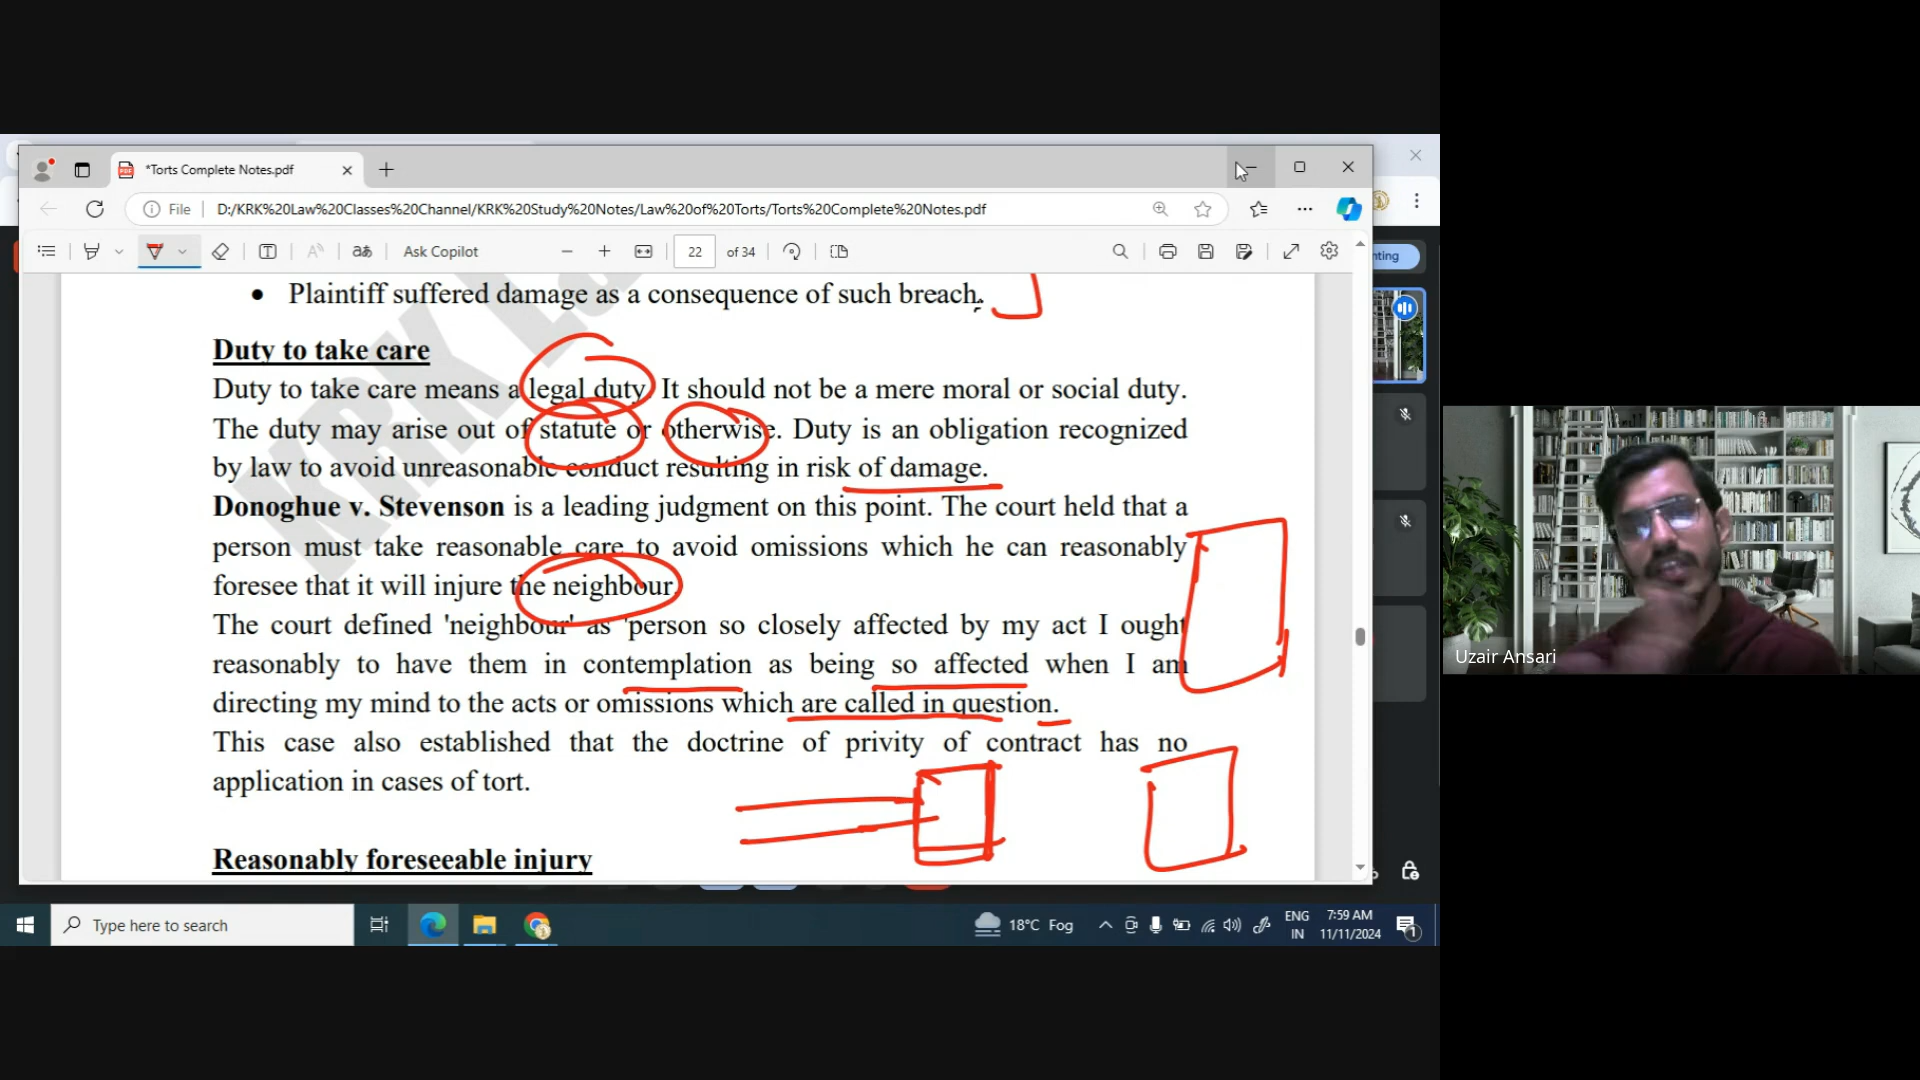 *Torts Complete Notes.pdf
File D:/KRK%20Law%20Classes%20Channel/KRK%20Study%20Notes/Law%20of%20Torts/Torts%20Complete%20Notes.pdf
Ask Copilot
22 of 34
nting
• Plaintiff suffered damage as a consequence of such breach.
Duty to take care
Duty to take care means a legal duty. It should not be a mere moral or social duty.
The duty may arise out of statute or otherwise. Duty is an obligation recognized
by law to avoid unreasonable conduct resulting in risk of damage.
Donoghue v. Stevenson is a leading judgment on this point. The court held that a
person must take reasonable care to avoid omissions which he can reasonably
foresee that it will injure the neighbour.
The court defined 'neighbour' as 'person so closely affected by my act I ought
reasonably to have them in contemplation as being so affected when I am
directing my mind to the acts or omissions which are called in question.
This case also established that the doctrine of privity of contract has no
application in cases of tort.
Reasonably foreseeable injury
Uzair Ansari
Type here to search
18°C Fog
ENG
IN
7:59 AM
11/11/2024
1